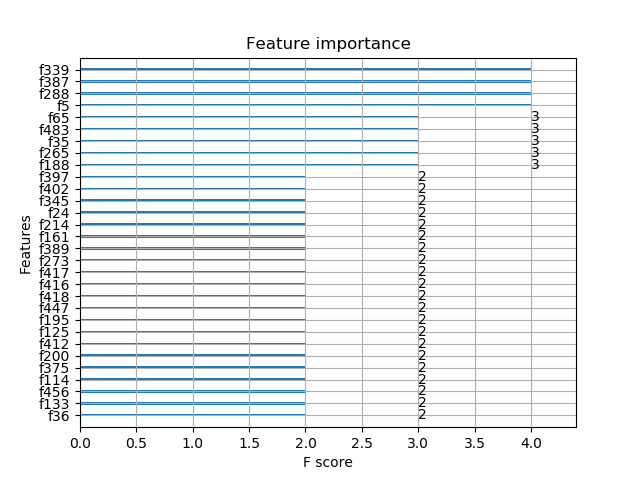 Feature importance
f339
f387
f288
f5
f65 3
f483 3
f35 3
f265 3
f188 3
f397 2
f402 2
f345 2
f24 2
f214 2
f161 2
f389 2
f273 2
f417 2
f416 2
f418 2
f447 2
f195 2
f125 2
f412 2
f200 2
f375 2
f114 2
f456 2
f133 2
f36 2
Features
0.0 0.5 1.0 1.5 2.0 2.5 3.0 3.5 4.0
F score